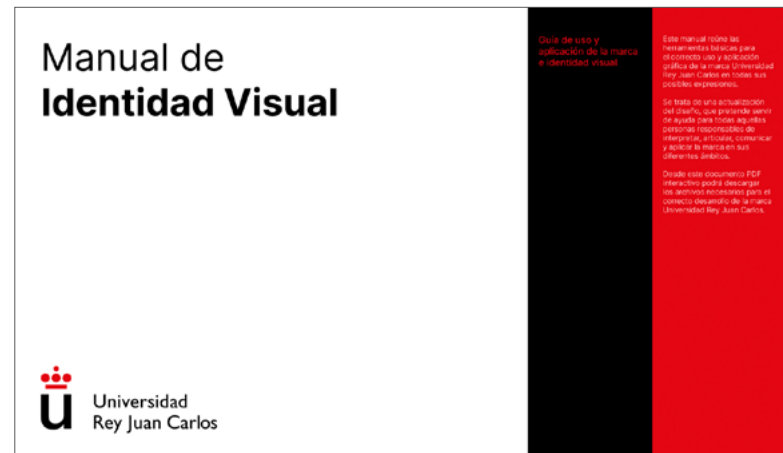 Manual de
Identidad Visual
Guía de uso y
aplicación de la marca
e identidad visual
Este manual reúne las
herramientas básicas para
el correcto uso y aplicación
gráfica de la marca Universidad
Rey Juan Carlos en todas sus
posibles expresiones.
Se trata de una actualización
del diseño, que pretende servir
de ayuda para todas aquellas
personas responsables de
interpretar, articular, comunicar
y aplicar la marca en sus
diferentes ámbitos.
Desde este documento PDF
interactivo podrá descargar
los archivos necesarios para el
correcto desarrollo de la marca
Universidad Rey Juan Carlos.
u
Universidad
Rey Juan Carlos